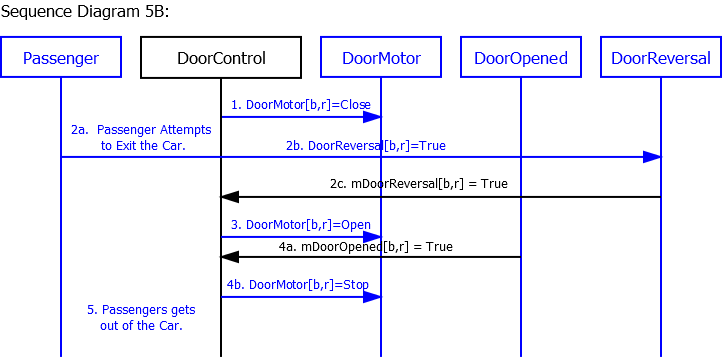 Sequence Diagram 5B:
Passenger
DoorControl
DoorMotor
DoorOpened
DoorReversal
1. DoorMotor[b,r]=Close
2a.  Passenger Attempts
to Exit the Car.
2b. DoorReversal[b,r]=True
2c. mDoorReversal[b,r] = True
3. DoorMotor[b,r]=Open
4a. mDoorOpened[b,r] = True
4b. DoorMotor[b,r]=Stop
5. Passengers gets
out of the Car.